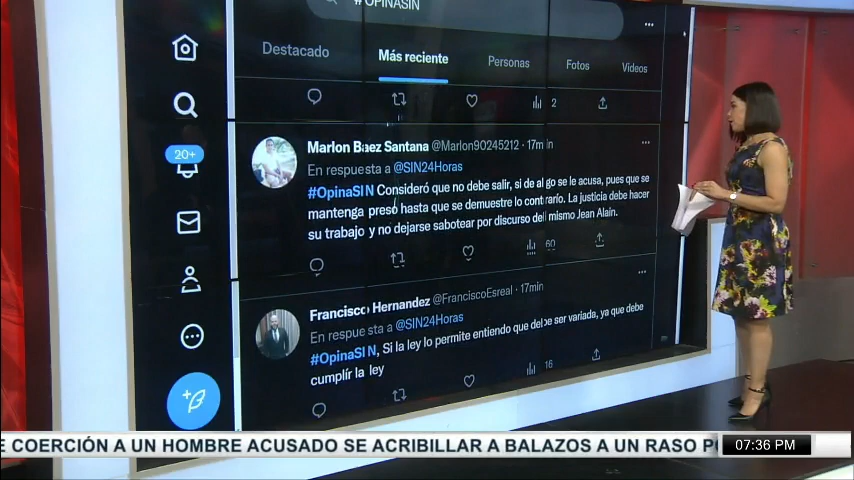 #OPINASIN
Destacado
Más reciente
Personas
Fotos
Videos
2
20+
Marlon Baez Santana @Marlon90245212 · 17min
En respuesta a @SIN24Horas
#OpinaSIN Consideró que no debe salir, si de algo se le acusa, pues que se
mantenga preso hasta que se demuestre lo contrario. La justicia debe hacer
su trabajo y no dejarse sabotear por discurso del mismo Jean Alain.
60
Francisco Hernandez @FranciscoEsreal · 17min
En respuesta a @SIN24Horas
#OpinaSIN, Si la ley lo permite entiendo que debe ser variada, ya que debe
cumplír la ley
16
E COERCIÓN A UN HOMBRE ACUSADO SE ACRIBILLAR A BALAZOS A UN RASO
07:36 PM